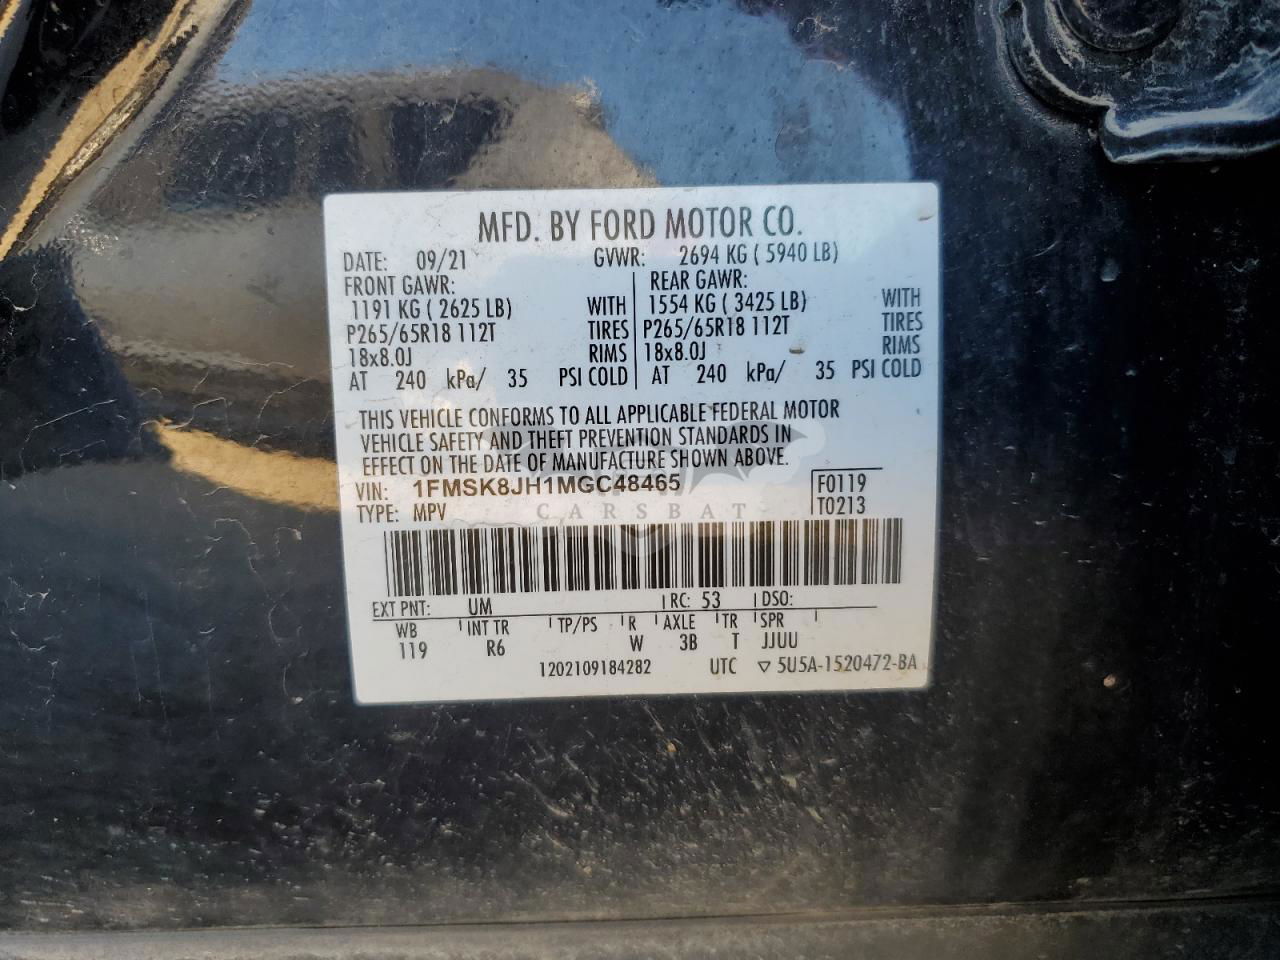 MFD. BY FORD MOTOR CO.
DATE: 09/21 GVWR: 2694 KG ( 5940 LB)
FRONT GAWR: REAR GAWR:
1191 KG ( 2625 LB) WITH 1554 KG ( 3425 LB) WITH
P265/65R18 112T TIRES P265/65R18 112T TIRES
18x8.0J RIMS 18x8.0J RIMS
AT 240 kPa/ 35 PSI COLD AT 240 kPa/ 35 PSI COLD
THIS VEHICLE CONFORMS TO ALL APPLICABLE FEDERAL MOTOR
VEHICLE SAFETY AND THEFT PREVENTION STANDARDS IN
EFFECT ON THE DATE OF MANUFACTURE SHOWN ABOVE.
VIN: 1FMSK8JH1MGC48465 F0119
TYPE: MPV T0213
CARSBAT
EXT PNT: UM RC: 53 DSO:
WB INT TR TP/PS R AXLE TR SPR
119 R6 W 3B T JJUU
1202109184282 UTC ▽ 5U5A-1520472-BA